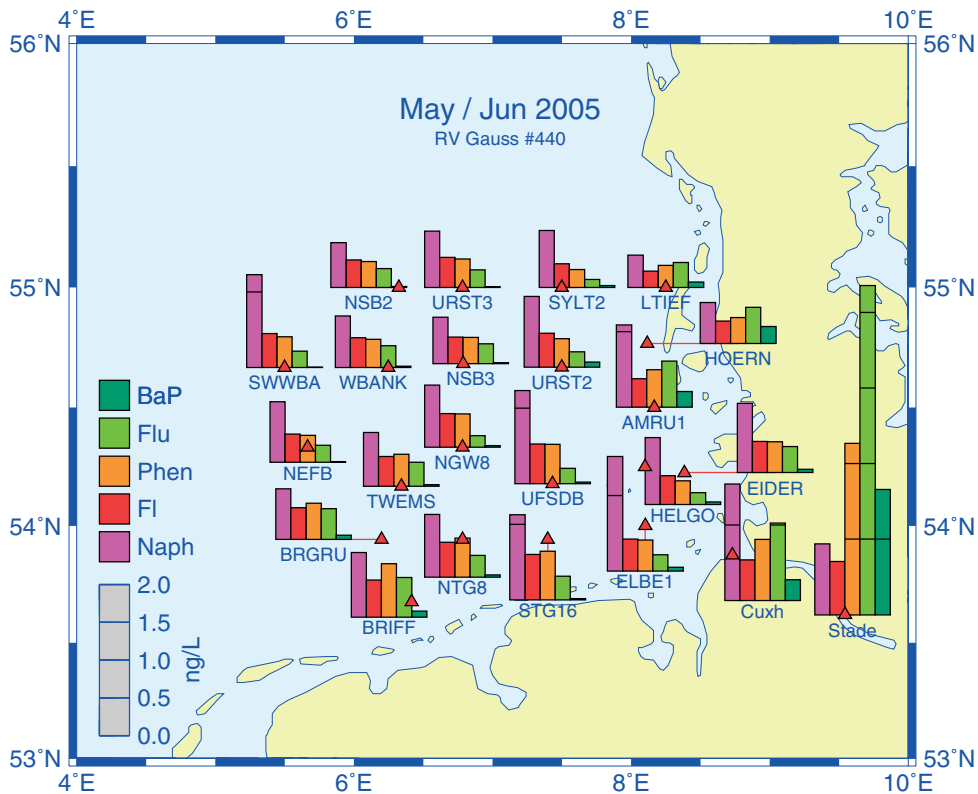 4°E 6°E 8°E 10°E
56°N 56°N
May / Jun 2005
RV Gauss #440
55°N 55°N
NSB2 URST3 SYLT2 LTIEF
HOERN
SWWBA WBANK NSB3 URST2
AMRU1
BaP
Flu
Phen
Fl
Naph
NEFB TWEMS NGW8 UFSDB HELGO EIDER
54°N 54°N
BRGRU NTG8 STG16 ELBE1
BRIFF Cuxh Stade
2.0
1.5
1.0
0.5
0.0
ng/L
53°N 53°N
4°E 6°E 8°E 10°E